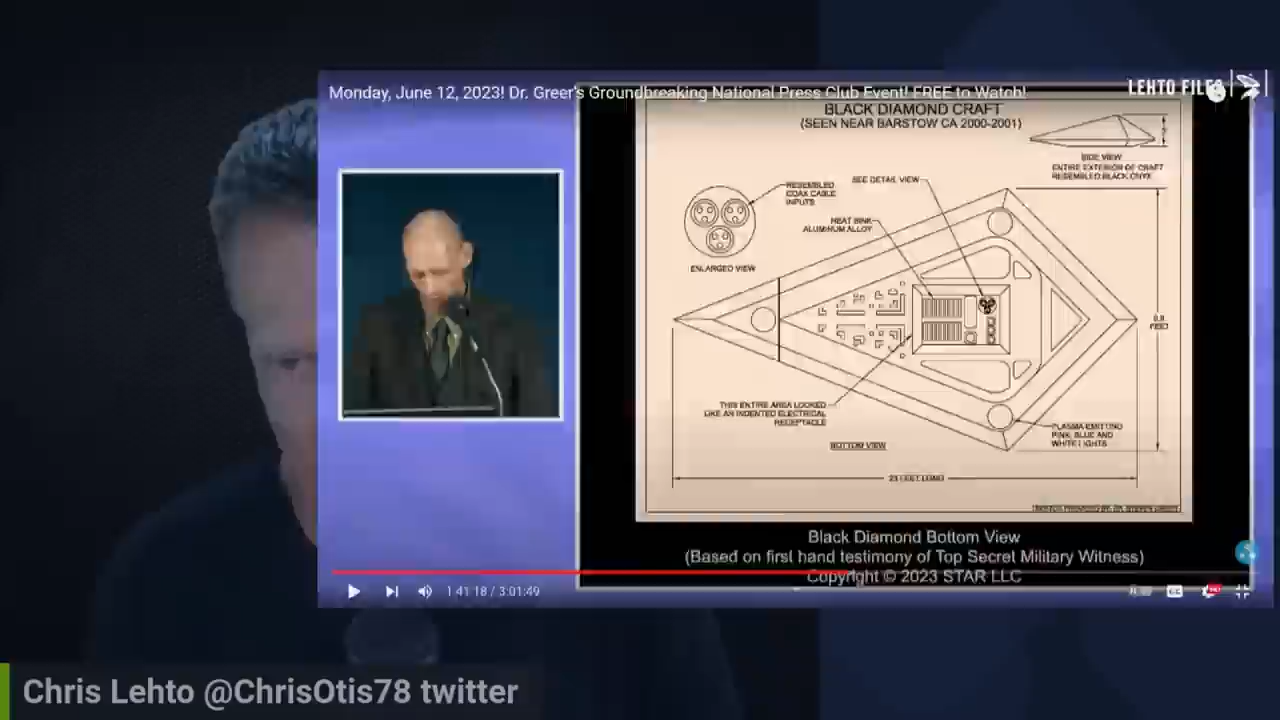 Monday, June 12, 2023! Dr. Greer's Groundbreaking National Press Club Event! FREE to Watch!
LEHTO FILES
BLACK DIAMOND CRAFT
(SEEN NEAR BARSTOW CA 2000-2001)
SIDE VIEW
ENTIRE EXTERIOR OF CRAFT
RESEMBLED BLACK ONYX
RESEMBLED
COAX CABLE
INPUTS
SEE DETAIL VIEW
HEAT SINK
ALUMINUM ALLOY
ENLARGED VIEW
FEET
THIS ENTIRE AREA LOOKED
LIKE AN INDENTED ELECTRICAL
RECEPTACLE
PLASMA EMITTING
PINK, BLUE AND
WHITE LIGHTS
BOTTOM VIEW
FEET LONG
Black Diamond Bottom View
(Based on first hand testimony of Top Secret Military Witness)
Copyright © 2023 STAR LLC
1:41:18 / 3:01:49
Chris Lehto @ChrisOtis78 twitter